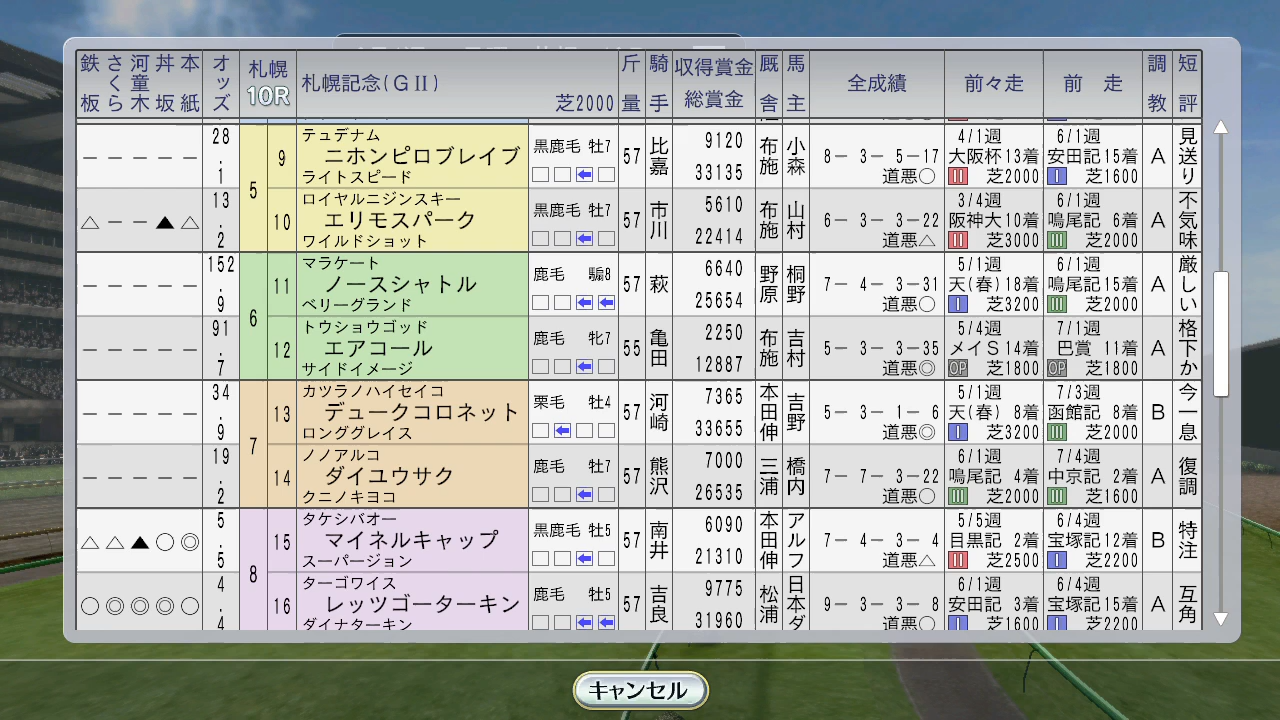 鉄板 さくら 河童木 丼坂 本紙 オッズ 札幌10R 札幌記念(GⅡ) 芝2000 斤量 騎手 収得賞金 総賞金 厩舎 馬主 全成績 前々走 前 走 調教 短評
－ － － － － 28.1 5 9 テュデナム 黒鹿毛 牡7 57 比嘉 9120 布施 小森 8－ 3－ 5－17 4/1週 6/1週 A 見送り
ニホンピロブレイブ 大阪杯13着 安田記15着
ライトスピード ← 33135 道悪○ Ⅱ 芝2000 Ⅰ 芝1600
△ － － ▲ △ 13.2 10 ロイヤルニジンスキー 黒鹿毛 牡7 57 市川 5610 布施 山村 6－ 3－ 3－22 3/4週 6/1週 A 不気味
エリモスパーク 阪神大10着 鳴尾記 6着
ワイルドショット ← 22414 道悪△ Ⅱ 芝3000 Ⅲ 芝2000
－ － － － － 152.9 6 11 マラケート 鹿毛 騸8 57 萩 6640 野原 桐野 7－ 4－ 3－31 5/1週 6/1週 A 厳しい
ノースシャトル 天(春)18着 鳴尾記15着
ベリーグランド ← ← 25654 道悪○ Ⅰ 芝3200 Ⅲ 芝2000
－ － － － － 91.7 12 トウショウゴッド 鹿毛 牝7 55 亀田 2250 布施 吉村 5－ 3－ 3－35 5/4週 7/1週 A 格下か
エアコール メイS 14着 巴賞 11着
サイドイメージ ← 12887 道悪◎ OP 芝1800 OP 芝1800
－ － － － － 34.9 7 13 カツラノハイセイコ 栗毛 牡4 57 河崎 7365 本田伸 吉野 5－ 3－ 1－ 6 5/1週 7/3週 B 今一息
デュークコロネット 天(春) 8着 函館記 8着
ロンググレイス ← 33655 道悪◎ Ⅰ 芝3200 Ⅲ 芝2000
－ － － － － 19.2 14 ノノアルコ 鹿毛 牡7 57 熊沢 7000 三浦 橋内 7－ 7－ 3－22 6/1週 7/4週 A 復調
ダイユウサク 鳴尾記 4着 中京記 2着
クニノキヨコ ← 26535 道悪○ Ⅲ 芝2000 Ⅲ 芝1600
△ △ ▲ ○ ◎ 5.5 8 15 タケシバオー 黒鹿毛 牡5 57 南井 6090 本田伸 アルフ 7－ 4－ 3－ 4 5/5週 6/4週 B 特注
マイネルキャップ 目黒記 2着 宝塚記12着
スーパージョン ← 21310 道悪△ Ⅱ 芝2500 Ⅰ 芝2200
○ ◎ ◎ ◎ ○ 4.4 16 ターゴワイス 鹿毛 牡5 57 吉良 9775 松浦 日本ダ 9－ 3－ 3－ 8 6/1週 6/4週 A 互角
レッツゴーターキン 安田記 3着 宝塚記15着
ダイナターキン ← ← 31960 道悪○ Ⅰ 芝1600 Ⅰ 芝2200
キャンセル